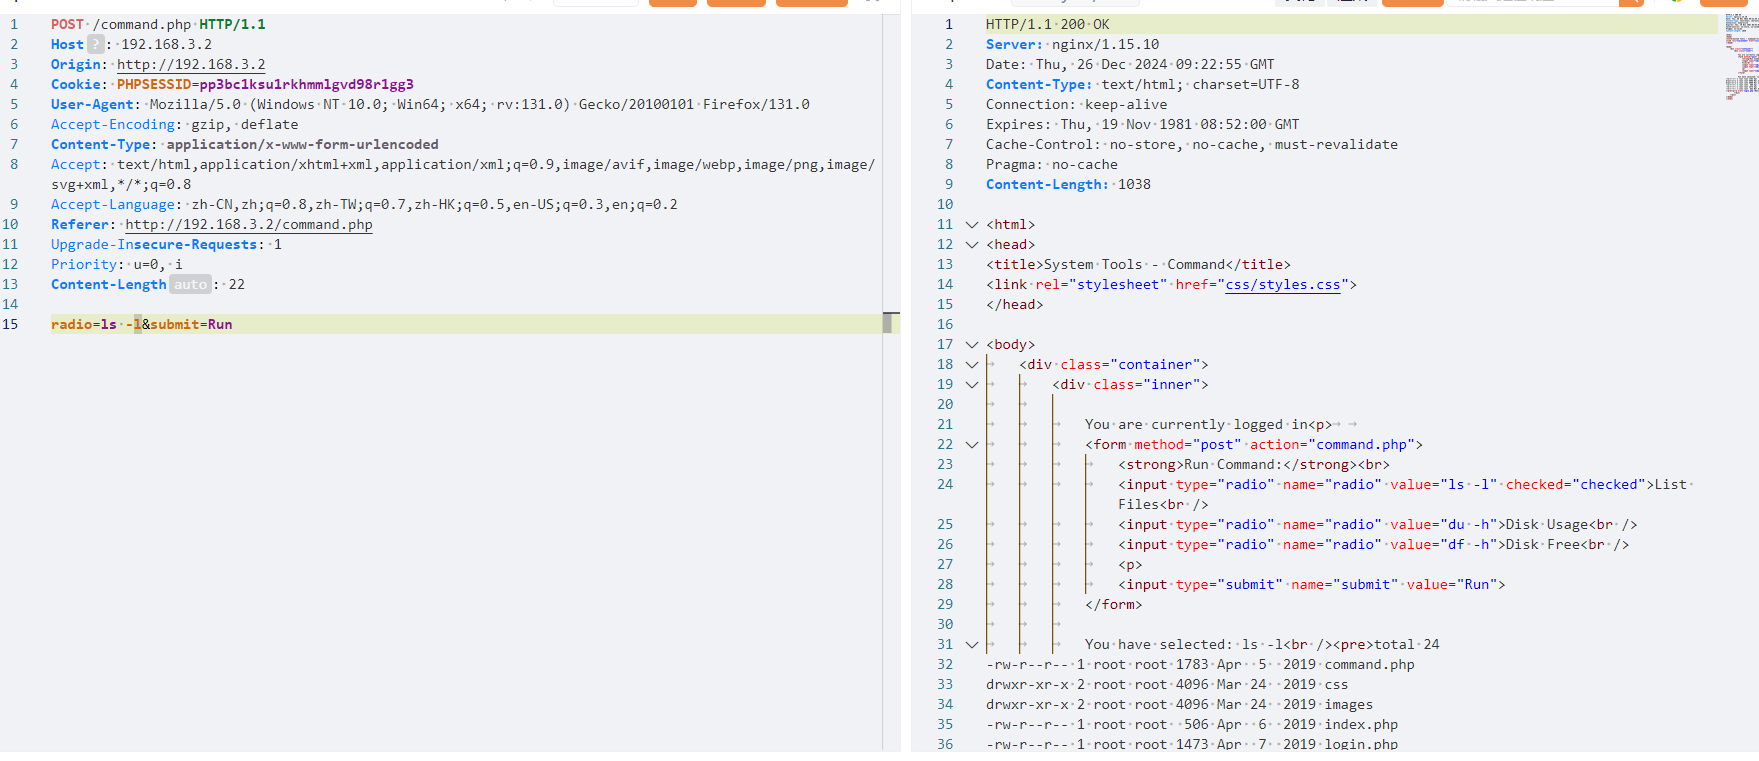 1 POST /command.php HTTP/1.1
2 Host ? : 192.168.3.2
3 Origin: http://192.168.3.2
4 Cookie: PHPSESSID=pp3bc1ksu1rkhmmlgvd98r1gg3
5 User-Agent: Mozilla/5.0 (Windows NT 10.0; Win64; x64; rv:131.0) Gecko/20100101 Firefox/131.0
6 Accept-Encoding: gzip, deflate
7 Content-Type: application/x-www-form-urlencoded
8 Accept: text/html,application/xhtml+xml,application/xml;q=0.9,image/avif,image/webp,image/png,image/
svg+xml,*/*;q=0.8
9 Accept-Language: zh-CN,zh;q=0.8,zh-TW;q=0.7,zh-HK;q=0.5,en-US;q=0.3,en;q=0.2
10 Referer: http://192.168.3.2/command.php
11 Upgrade-Insecure-Requests: 1
12 Priority: u=0, i
13 Content-Length auto : 22
14
15 radio=ls -l&submit=Run
1 HTTP/1.1 200 OK
2 Server: nginx/1.15.10
3 Date: Thu, 26 Dec 2024 09:22:55 GMT
4 Content-Type: text/html; charset=UTF-8
5 Connection: keep-alive
6 Expires: Thu, 19 Nov 1981 08:52:00 GMT
7 Cache-Control: no-store, no-cache, must-revalidate
8 Pragma: no-cache
9 Content-Length: 1038
10
11 <html>
12 <head>
13 <title>System Tools - Command</title>
14 <link rel="stylesheet" href="css/styles.css">
15 </head>
16
17 <body>
18 <div class="container">
19 <div class="inner">
20
21 You are currently logged in<p>
22 <form method="post" action="command.php">
23 <strong>Run Command:</strong><br>
24 <input type="radio" name="radio" value="ls -l" checked="checked">List
Files<br />
25 <input type="radio" name="radio" value="du -h">Disk Usage<br />
26 <input type="radio" name="radio" value="df -h">Disk Free<br />
27 <p>
28 <input type="submit" name="submit" value="Run">
29 </form>
30
31 You have selected: ls -l<br /><pre>total 24
32 -rw-r--r-- 1 root root 1783 Apr  5  2019 command.php
33 drwxr-xr-x 2 root root 4096 Mar 24  2019 css
34 drwxr-xr-x 2 root root 4096 Mar 24  2019 images
35 -rw-r--r-- 1 root root  506 Apr  6  2019 index.php
36 -rw-r--r-- 1 root root 1473 Apr  7  2019 login.php